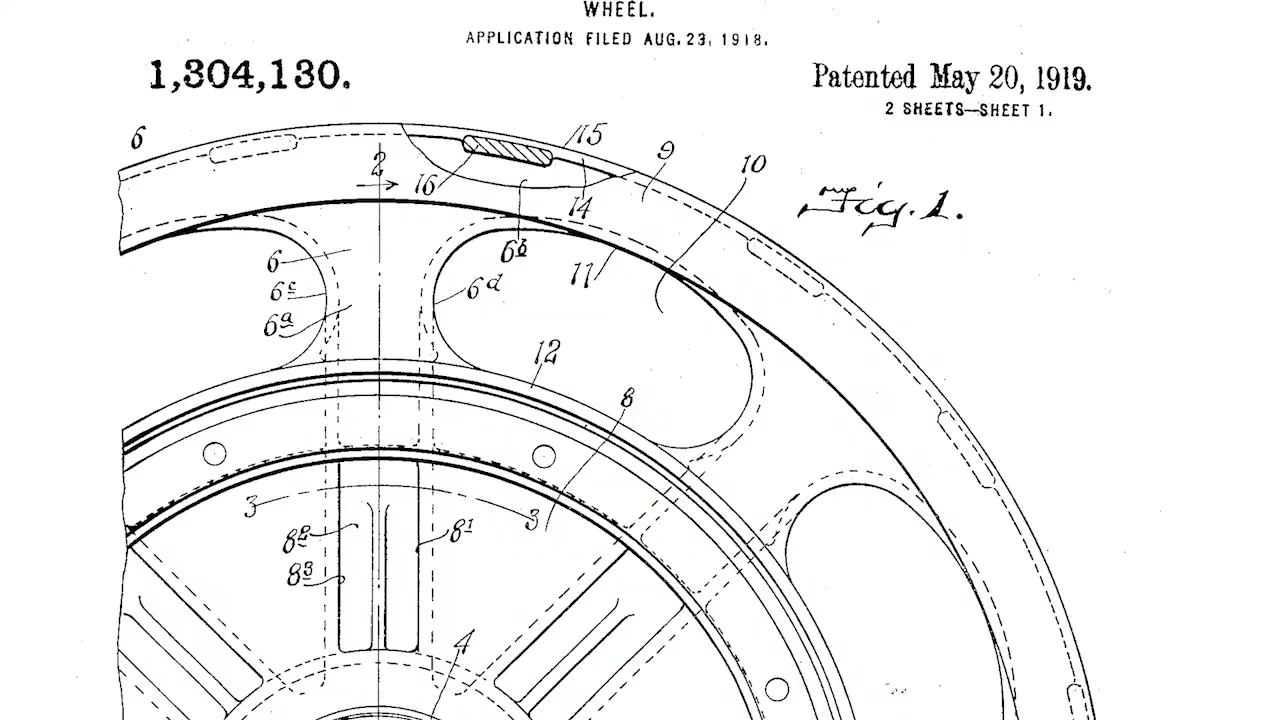 WHEEL.
APPLICATION FILED AUG. 23, 1918.
1,304,130.
Patented May 20, 1919.
2 SHEETS—SHEET 1.
6
15
2
9
10
16
14
Fig. 1.
6
6b
11
6c
6d
6a
12
8
3
3
8²
8¹
8³
4